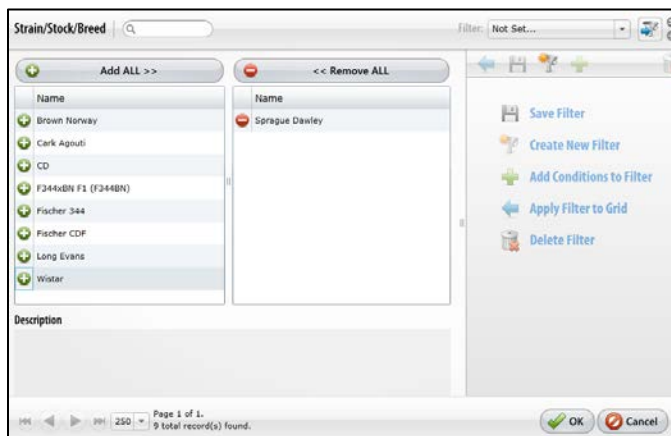 Strain/Stock/Breed
Filter: Not Set...
Add ALL >>
<< Remove ALL
Name
Name
Brown Norway
Sprague Dawley
Cark Agouti
CD
F344xBN F1 (F344BN)
Fischer 344
Fischer CDF
Long Evans
Wistar
Save Filter
Create New Filter
Add Conditions to Filter
Apply Filter to Grid
Delete Filter
Description
250
Page 1 of 1.
9 total record(s) found.
OK
Cancel